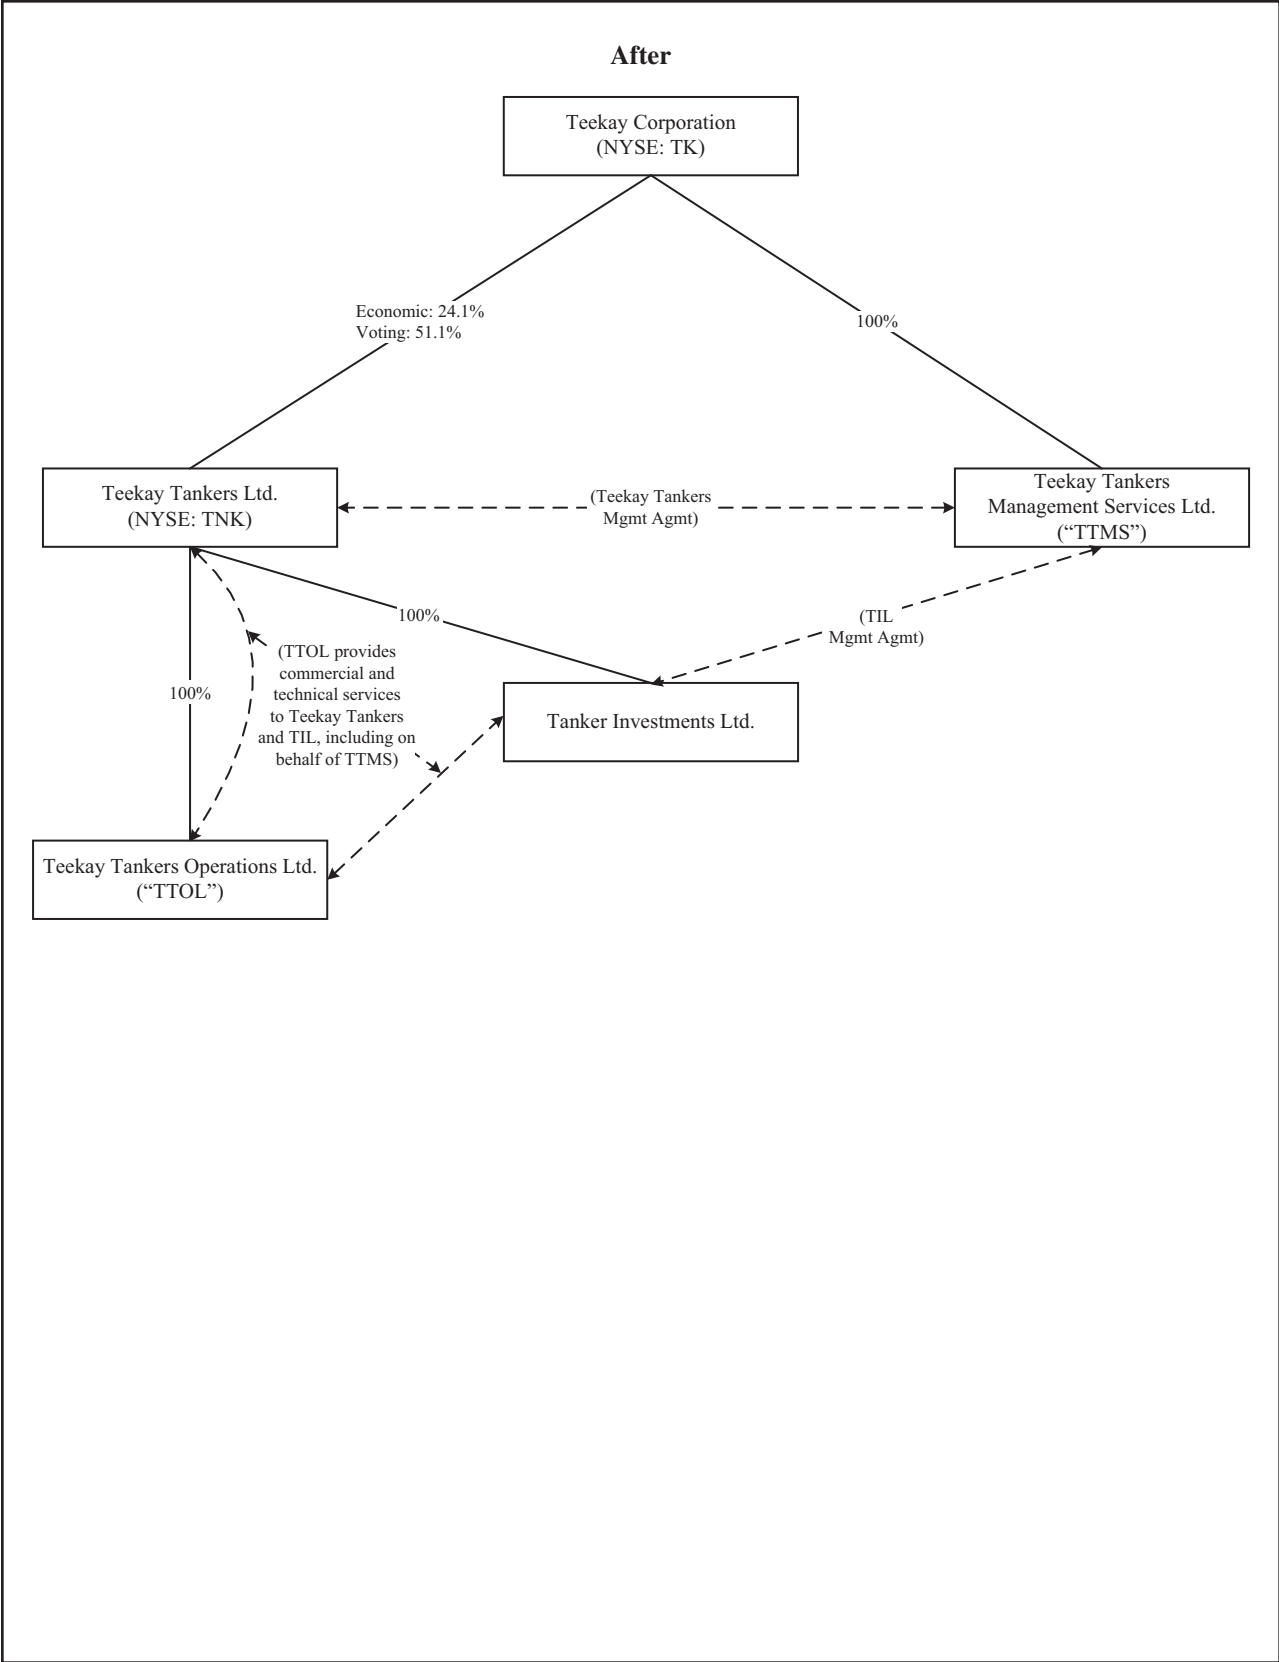 After
Teekay Corporation
(NYSE: TK)
Economic: 24.1%
Voting: 51.1%
100%
Teekay Tankers Ltd.
(NYSE: TNK)
(Teekay Tankers
Mgmt Agmt)
Teekay Tankers
Management Services Ltd.
(“TTMS”)
100%
(TIL
Mgmt Agmt)
100%
(TTOL provides
commercial and
technical services
to Teekay Tankers
and TIL, including on
behalf of TTMS)
Tanker Investments Ltd.
Teekay Tankers Operations Ltd.
(“TTOL”)